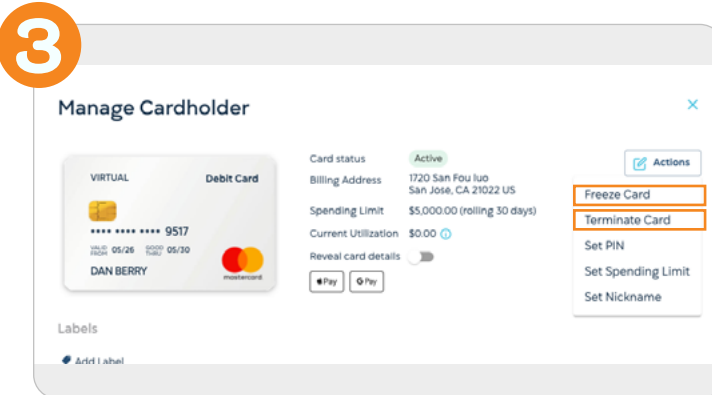 3
Manage Cardholder
×
VIRTUAL Debit Card
•••• •••• •••• 9517
VALID FROM 05/26 GOOD THRU 05/30
DAN BERRY
mastercard
Card status Active
Billing Address 1720 San Fou luo
San Jose, CA 21022 US
Spending Limit $5,000.00 (rolling 30 days)
Current Utilization $0.00
Reveal card details
Pay G Pay
Actions
Freeze Card
Terminate Card
Set PIN
Set Spending Limit
Set Nickname
Labels
Add Label